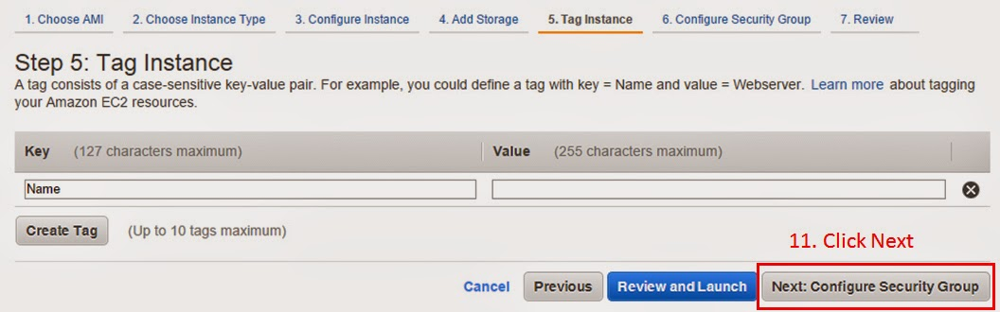 1. Choose AMI 2. Choose Instance Type 3. Configure Instance 4. Add Storage 5. Tag Instance 6. Configure Security Group 7. Review
Step 5: Tag Instance
A tag consists of a case-sensitive key-value pair. For example, you could define a tag with key = Name and value = Webserver. Learn more about tagging
your Amazon EC2 resources.
Key (127 characters maximum) Value (255 characters maximum)
Name
Create Tag (Up to 10 tags maximum)
11. Click Next
Cancel Previous Review and Launch Next: Configure Security Group